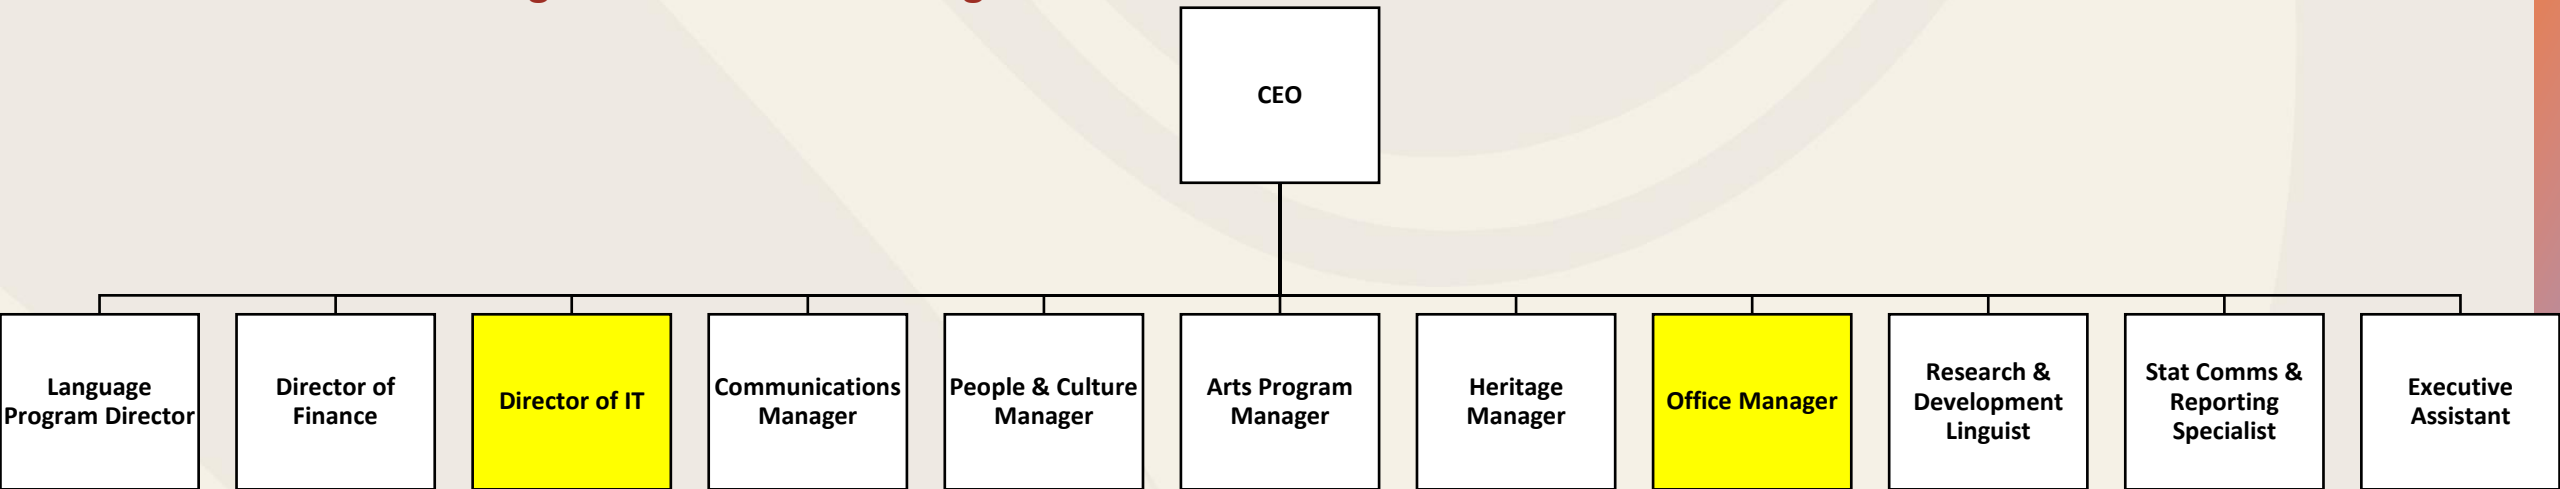 CEO
Language
Program Director
Director of
Finance
Director of IT
Communications
Manager
People & Culture
Manager
Arts Program
Manager
Heritage
Manager
Office Manager
Research &
Development
Linguist
Stat Comms &
Reporting
Specialist
Executive
Assistant